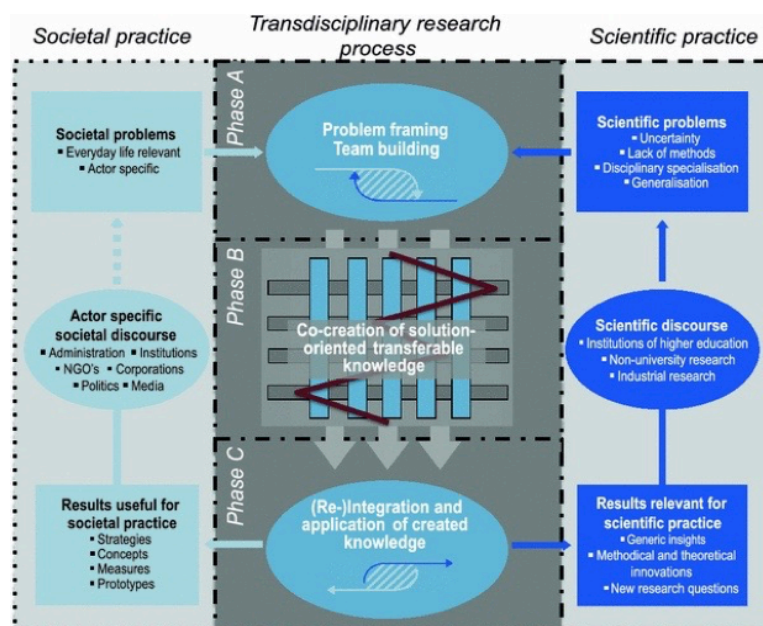 Societal practice
Transdisciplinary research
process
Scientific practice
Phase A
Societal problems
▪ Everyday life relevant
▪ Actor specific
Problem framing
Team building
Scientific problems
▪ Uncertainty
▪ Lack of methods
▪ Disciplinary specialisation
▪ Generalisation
Phase B
Actor specific
societal discourse
▪ Administration ▪ Institutions
▪ NGO's ▪ Corporations
▪ Politics ▪ Media
Co-creation of solution-
oriented transferable
knowledge
Scientific discourse
▪ Institutions of higher education
▪ Non-university research
▪ Industrial research
Phase C
Results useful for
societal practice
▪ Strategies
▪ Concepts
▪ Measures
▪ Prototypes
(Re-)Integration and
application of created
knowledge
Results relevant for
scientific practice
▪ Generic insights
▪ Methodical and theoretical
innovations
▪ New research questions